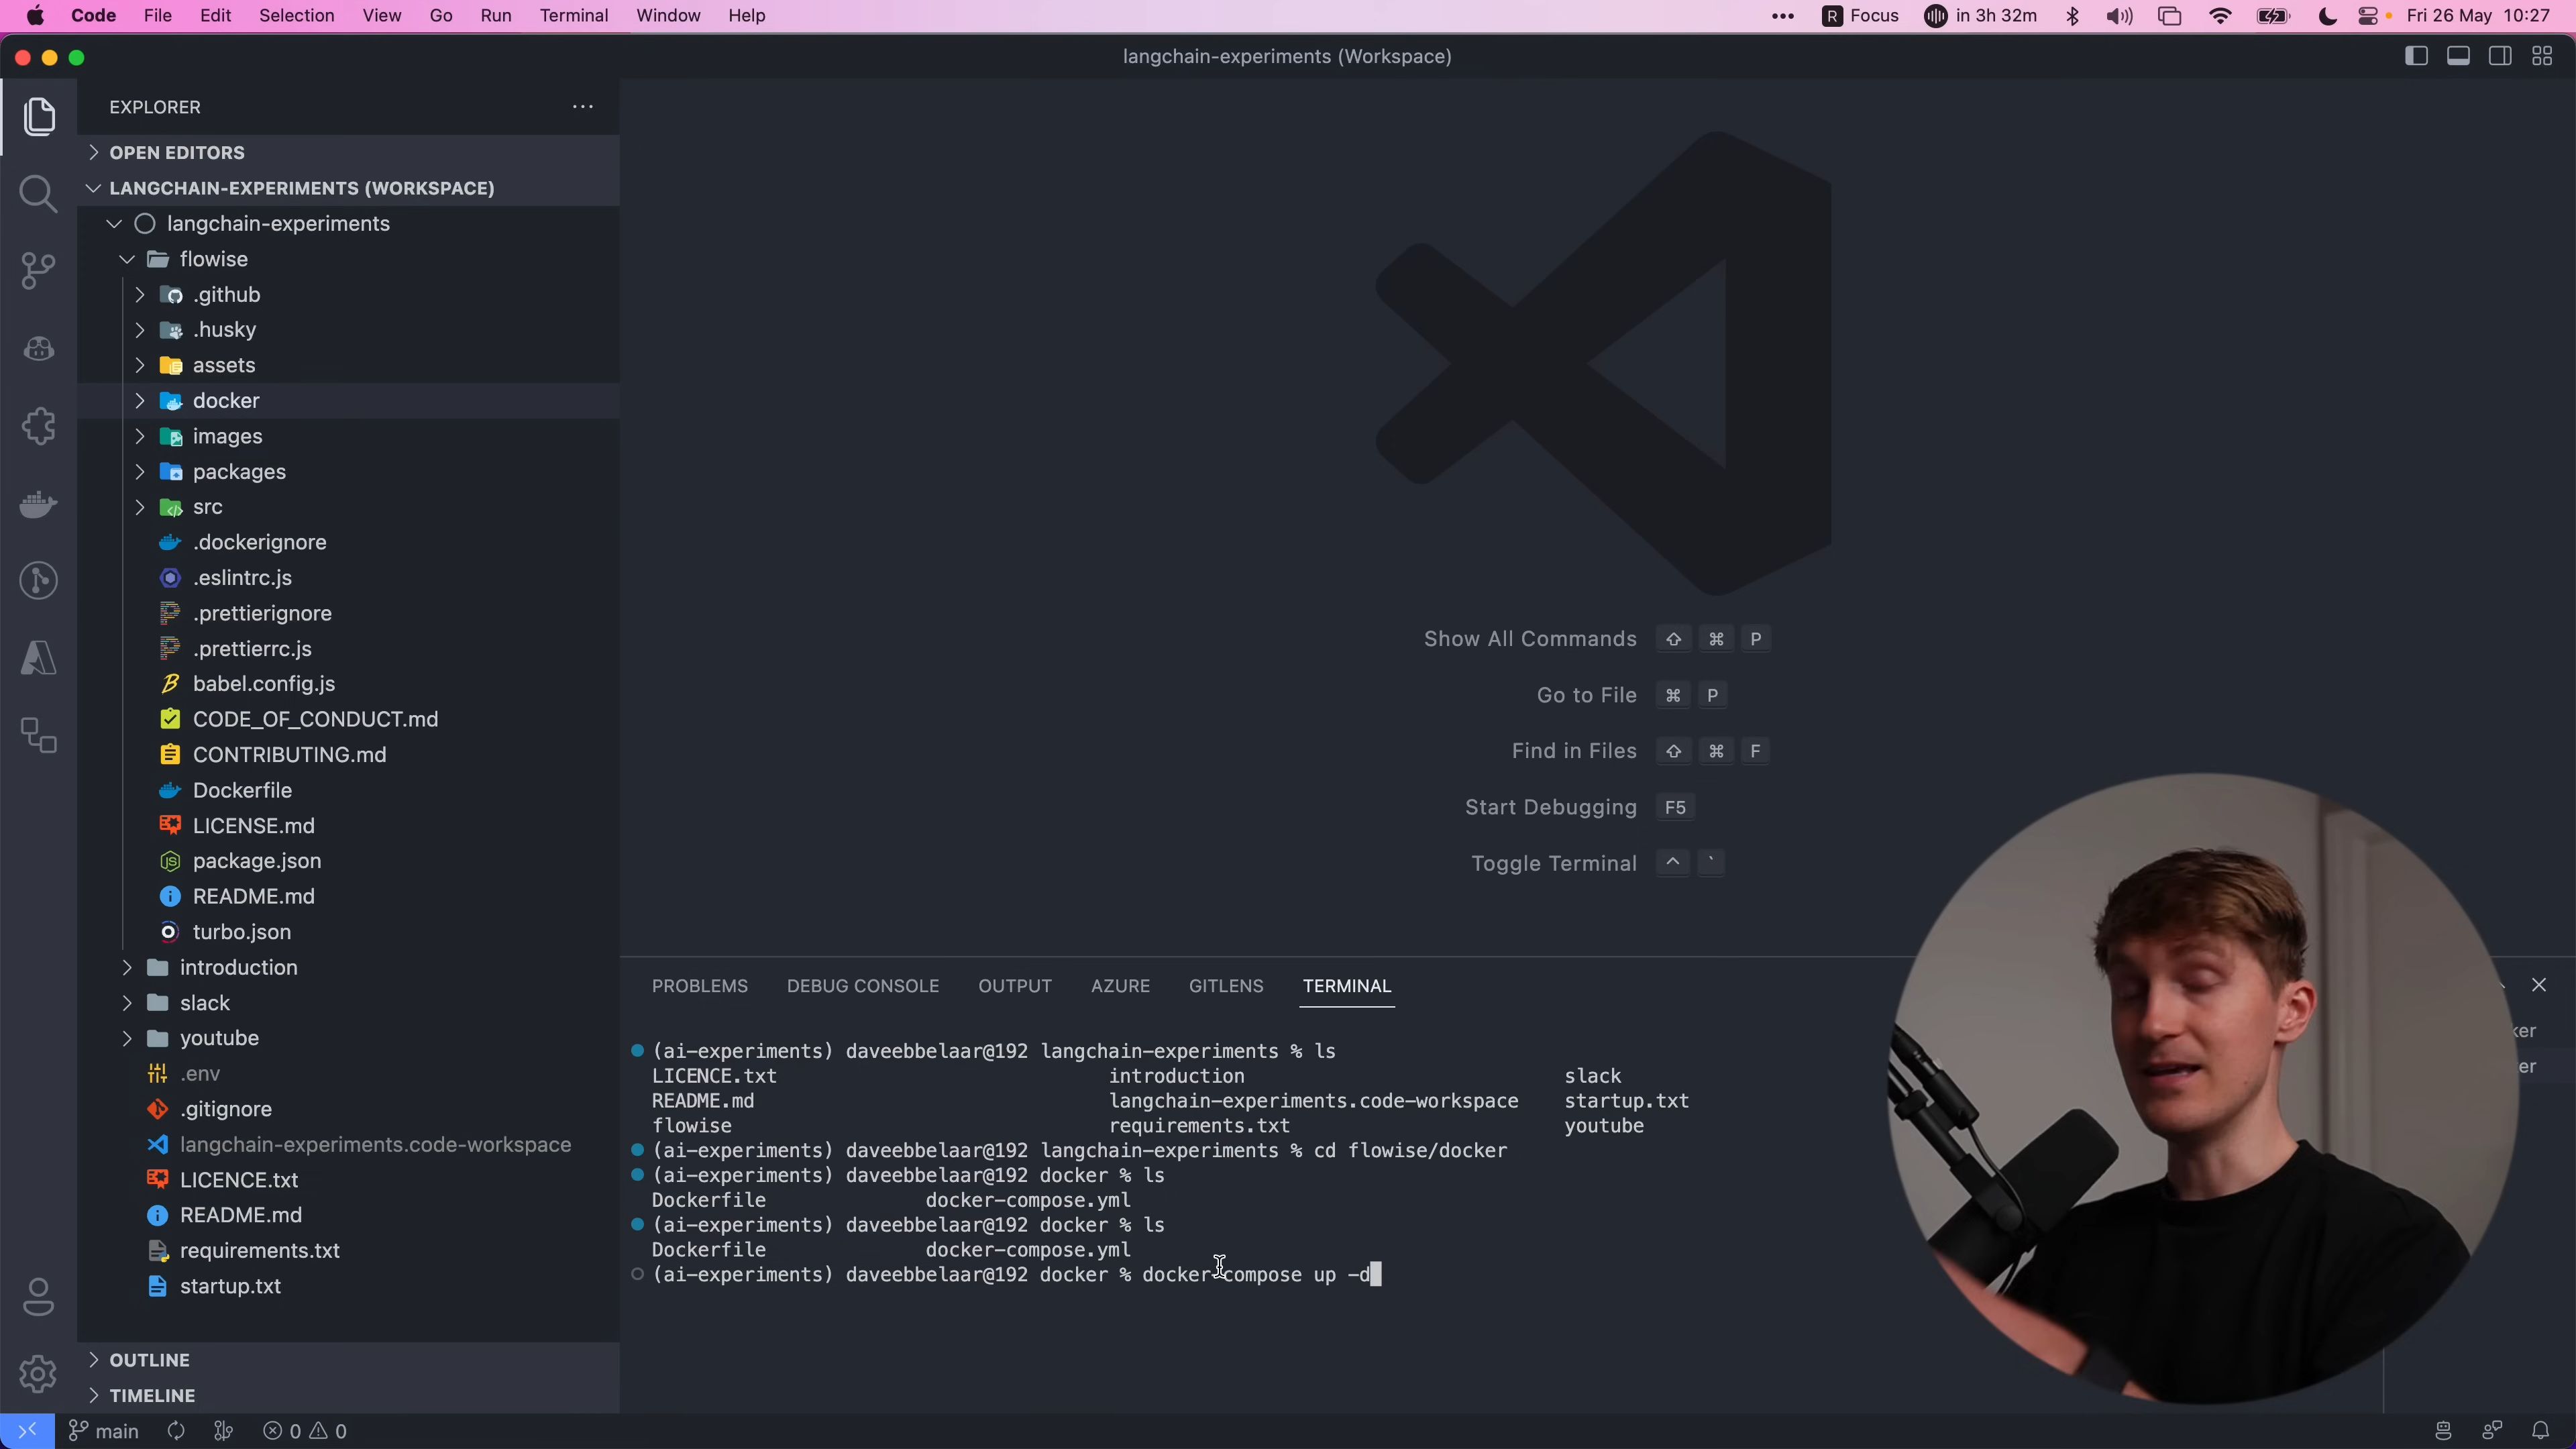 Code File Edit Selection View Go Run Terminal Window Help
R Focus in 3h 32m Fri 26 May 10:27
langchain-experiments (Workspace)
EXPLORER
OPEN EDITORS
LANGCHAIN-EXPERIMENTS (WORKSPACE)
langchain-experiments
flowise
.github
.husky
assets
docker
images
packages
src
.dockerignore
.eslintrc.js
.prettierignore
.prettierrc.js
babel.config.js
CODE_OF_CONDUCT.md
CONTRIBUTING.md
Dockerfile
LICENSE.md
package.json
README.md
turbo.json
introduction
slack
youtube
.env
.gitignore
langchain-experiments.code-workspace
LICENCE.txt
README.md
requirements.txt
startup.txt
OUTLINE
TIMELINE
Show All Commands ⇧ ⌘ P
Go to File ⌘ P
Find in Files ⇧ ⌘ F
Start Debugging F5
Toggle Terminal ^ `
PROBLEMS DEBUG CONSOLE OUTPUT AZURE GITLENS TERMINAL
(ai-experiments) daveebbelaar@192 langchain-experiments % ls
LICENCE.txt introduction slack
README.md langchain-experiments.code-workspace startup.txt
flowise requirements.txt youtube
(ai-experiments) daveebbelaar@192 langchain-experiments % cd flowise/docker
(ai-experiments) daveebbelaar@192 docker % ls
Dockerfile docker-compose.yml
(ai-experiments) daveebbelaar@192 docker % ls
Dockerfile docker-compose.yml
(ai-experiments) daveebbelaar@192 docker % docker-compose up -d
main 0 0